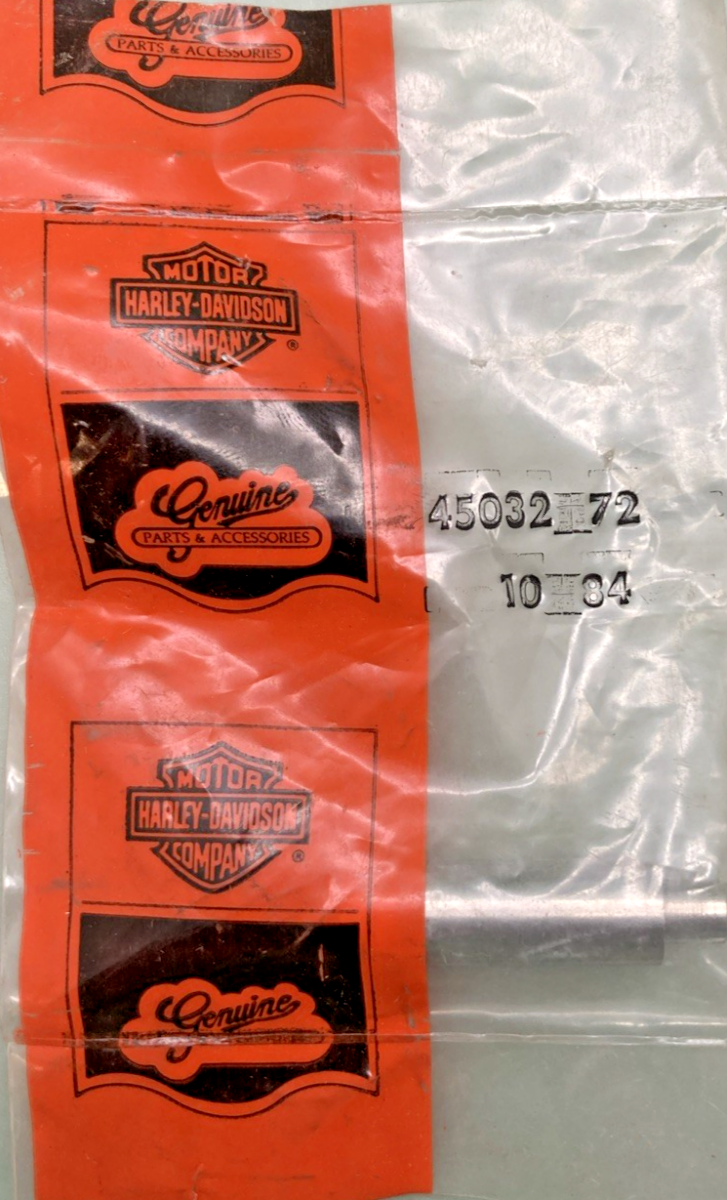 Genuine
PARTS & ACCESSORIES
MOTOR
HARLEY-DAVIDSON
COMPANY
®
Genuine
PARTS & ACCESSORIES
45032-72
10-84
MOTOR
HARLEY-DAVIDSON
COMPANY
®
Genuine